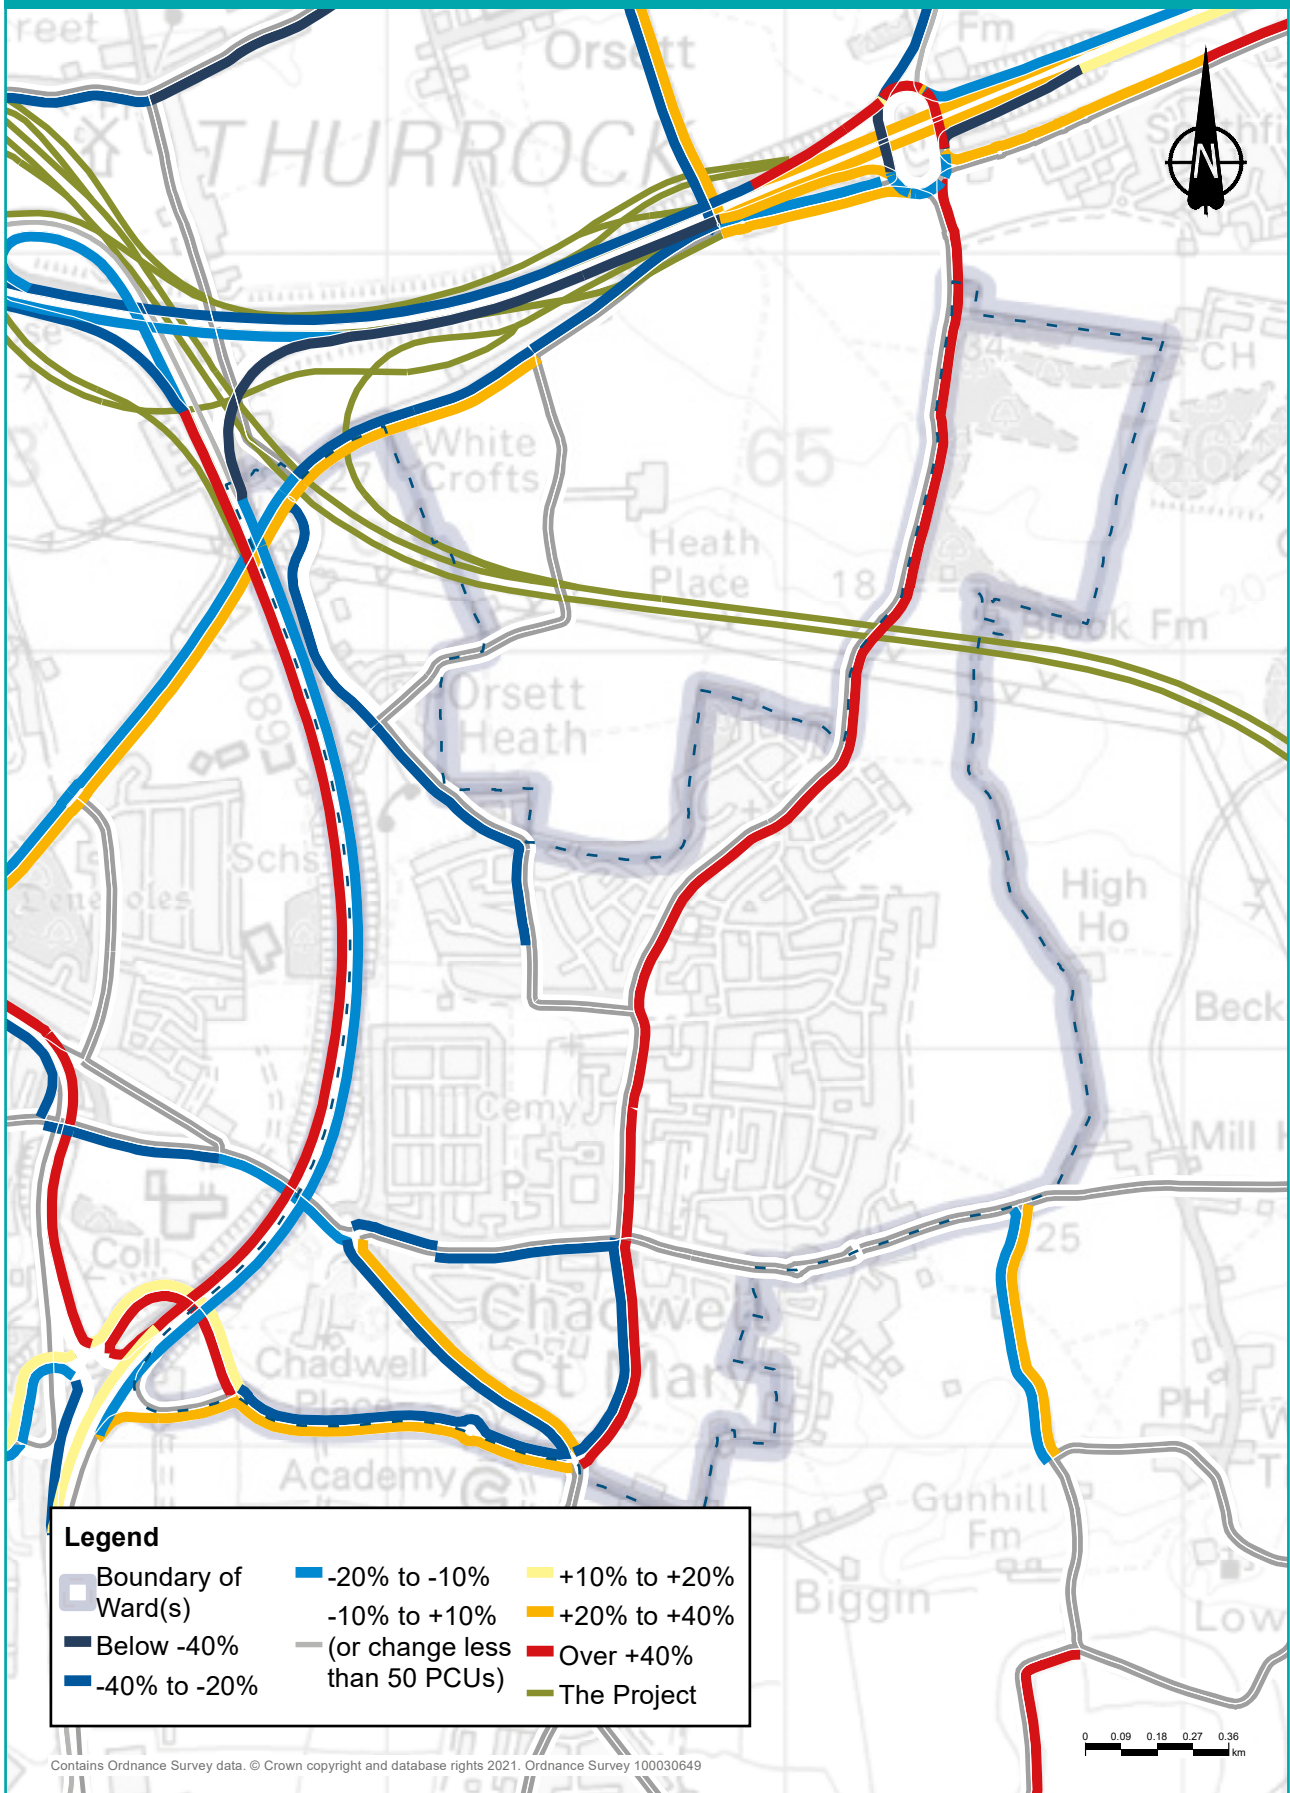 reet
Orsett
Fm
THURROCK
N
CH
se
White
Crofts
65
Heath
Place
18
20
Brook Fm
A1089
Orsett
Heath
Schs
High
Ho
Beck
Cemy
Mill H
Coll
25
Chadwell
St Mary
Chadwell
Place
PH
Academy
G
Gunhill
Fm
Biggin
Low
Legend
Boundary of
Ward(s)
Below -40%
-40% to -20%
-20% to -10%
-10% to +10%
(or change less
than 50 PCUs)
+10% to +20%
+20% to +40%
Over +40%
The Project
0 0.09 0.18 0.27 0.36
km
Contains Ordnance Survey data. © Crown copyright and database rights 2021. Ordnance Survey 100030649